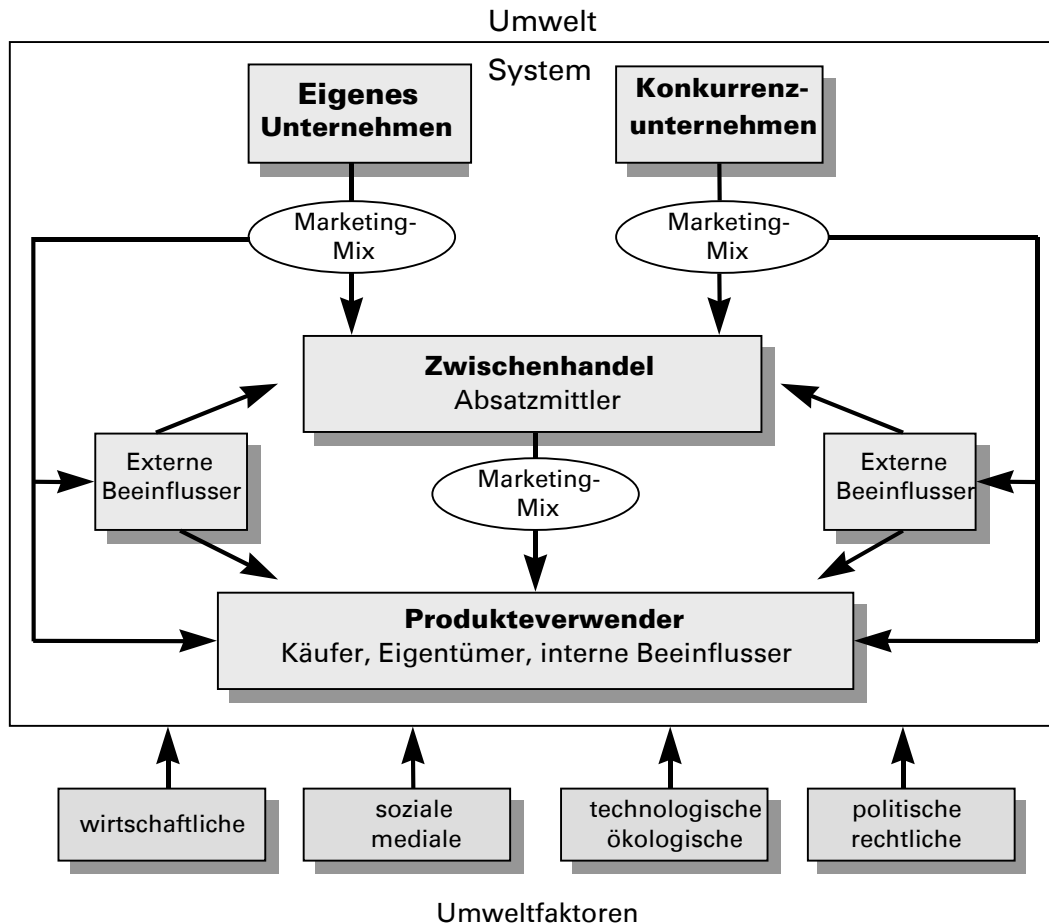 Umwelt
System
Eigenes
Unternehmen
Konkurrenz-
unternehmen
Marketing-
Mix
Marketing-
Mix
Zwischenhandel
Absatzmittler
Externe
Beeinflusser
Marketing-
Mix
Externe
Beeinflusser
Produkteverwender
Käufer, Eigentümer, interne Beeinflusser
wirtschaftliche
soziale
mediale
technologische
ökologische
politische
rechtliche
Umweltfaktoren